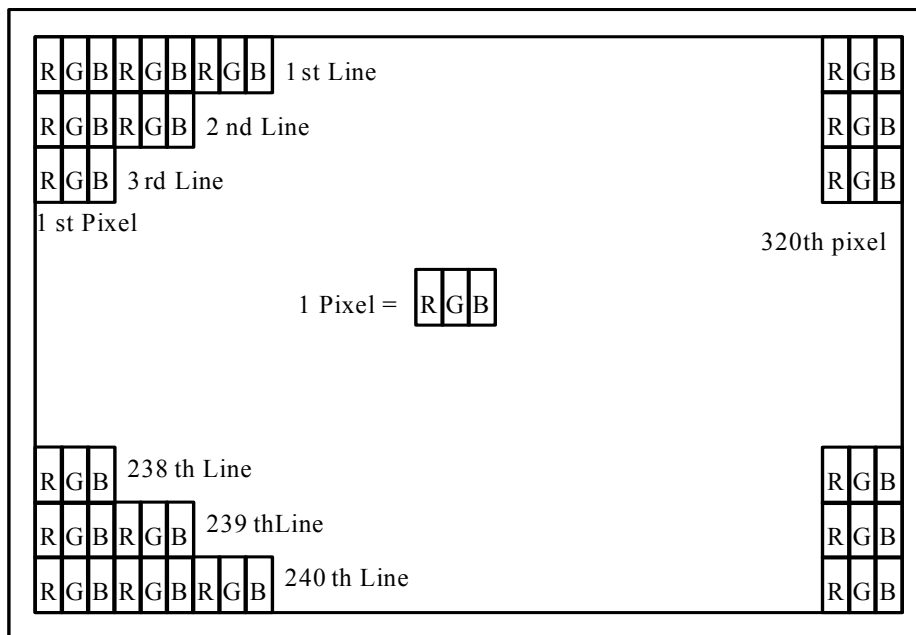 R G B R G B R G B 1 st Line R G B
R G B R G B 2 nd Line R G B
R G B 3 rd Line R G B
1 st Pixel
320th pixel
1 Pixel = R G B
R G B 238 th Line R G B
R G B R G B 239 thLine R G B
R G B R G B R G B 240 th Line R G B